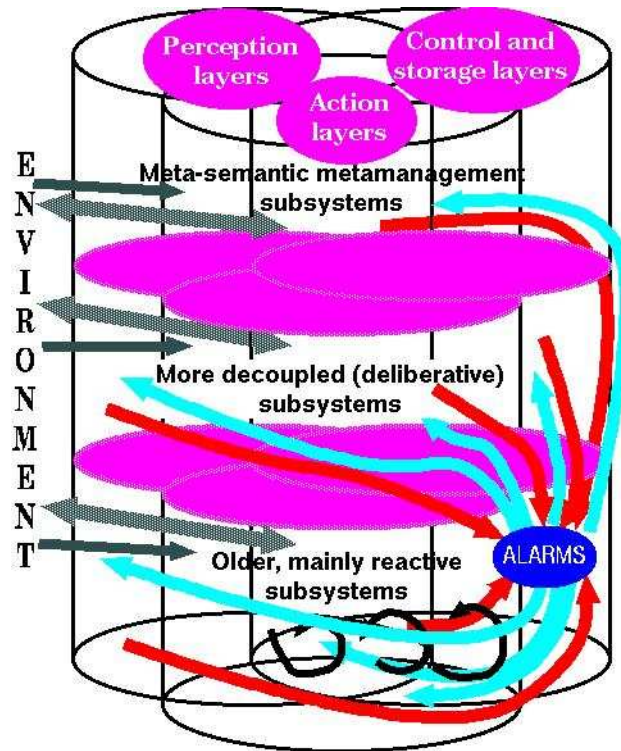 Perception
layers
Control and
storage layers
Action
layers
ENVIRONMENT
Meta-semantic metamanagement
subsystems
More decoupled (deliberative)
subsystems
ALARMS
Older, mainly reactive
subsystems